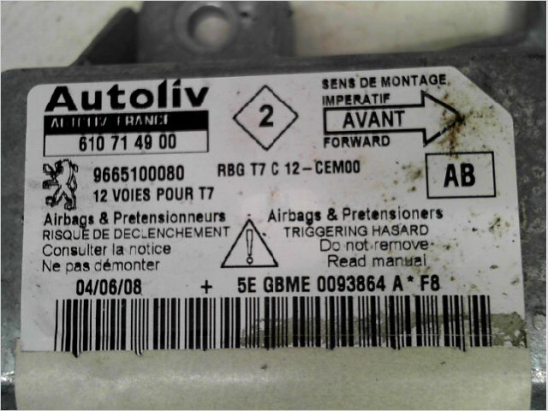 Autoliv
AUTOLIV FRANCE
610 71 49 00
2
SENS DE MONTAGE
IMPERATIF
AVANT
FORWARD
9665100080
RBG T7 C 12-CEM00
12 VOIES POUR T7
AB
Airbags & Pretensionneurs
RISQUE DE DECLENCHEMENT
Consulter la notice
Ne pas démonter
!
Airbags & Pretensioners
TRIGGERING HASARD
Do not remove
Read manual
04/06/08 + 5E GBME 0093864 A * F8